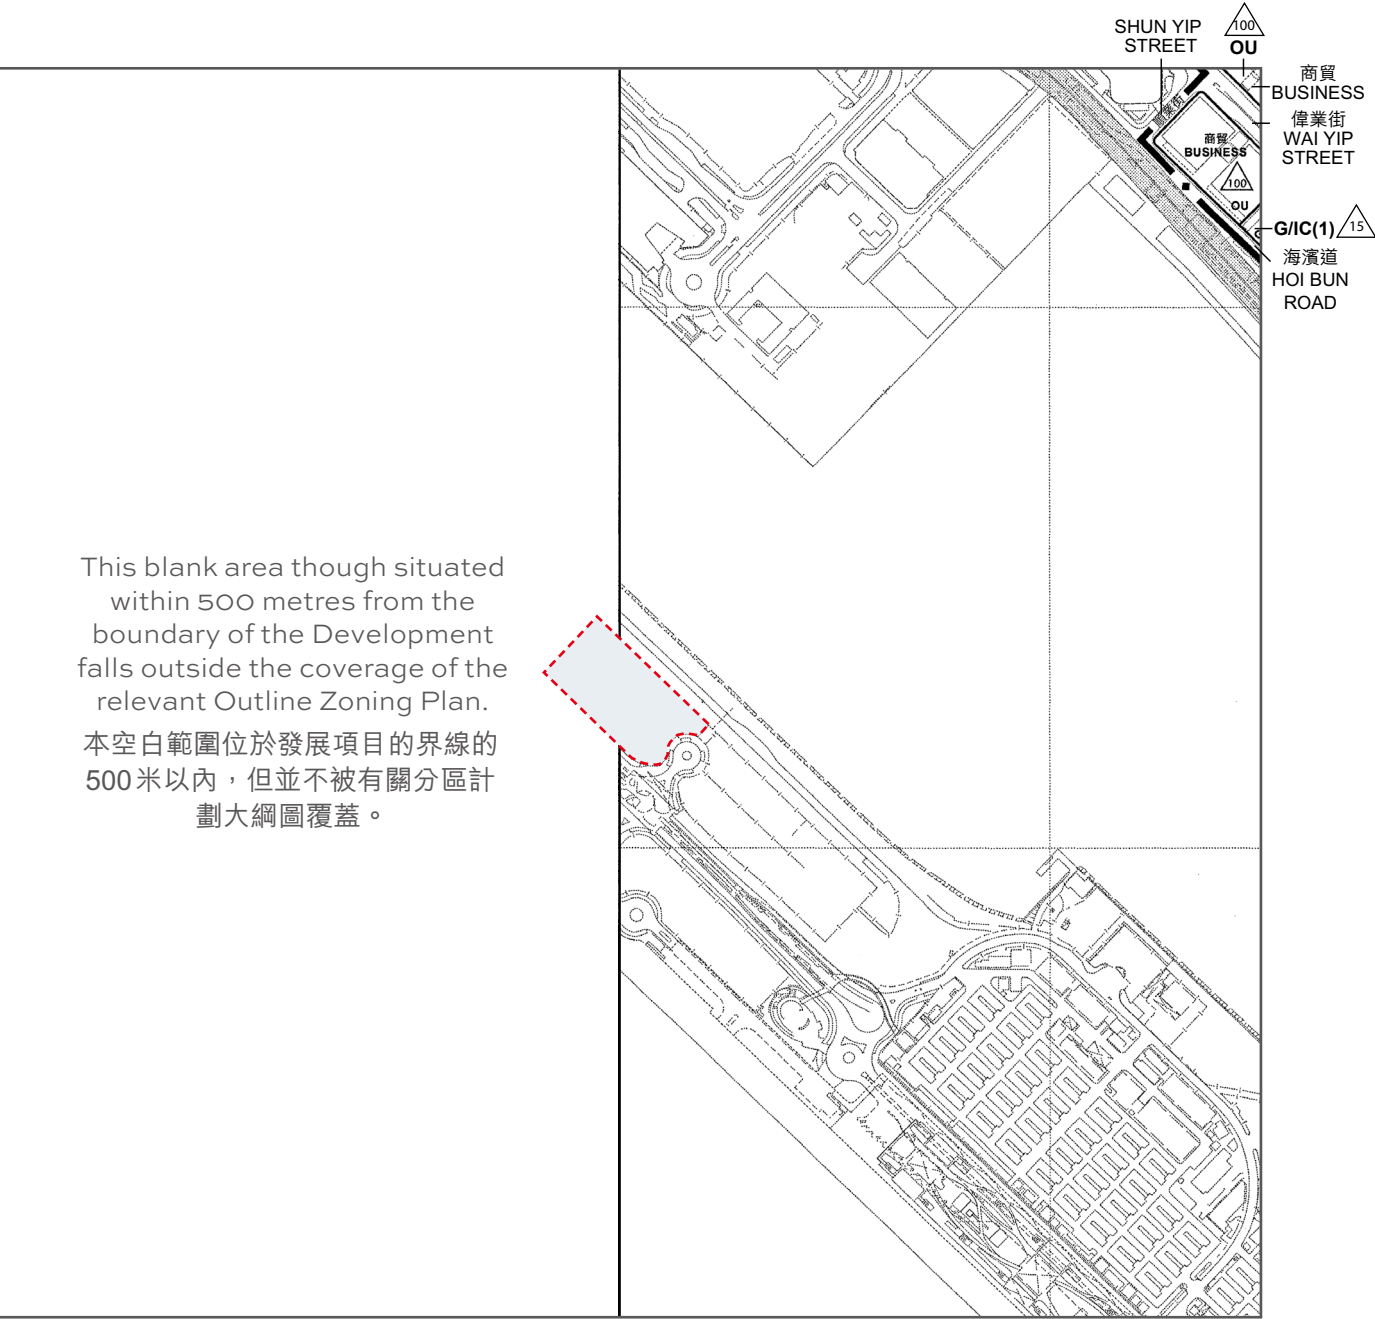 SHUN YIP
STREET
100
OU
商貿
BUSINESS
偉業街
WAI YIP
STREET
業街
商貿
BUSINESS
100
OU
G/IC(1) 15
海濱道
HOI BUN
ROAD
This blank area though situated
within 500 metres from the
boundary of the Development
falls outside the coverage of the
relevant Outline Zoning Plan.
本空白範圍位於發展項目的界線的
500米以內，但並不被有關分區計
劃大綱圖覆蓋。